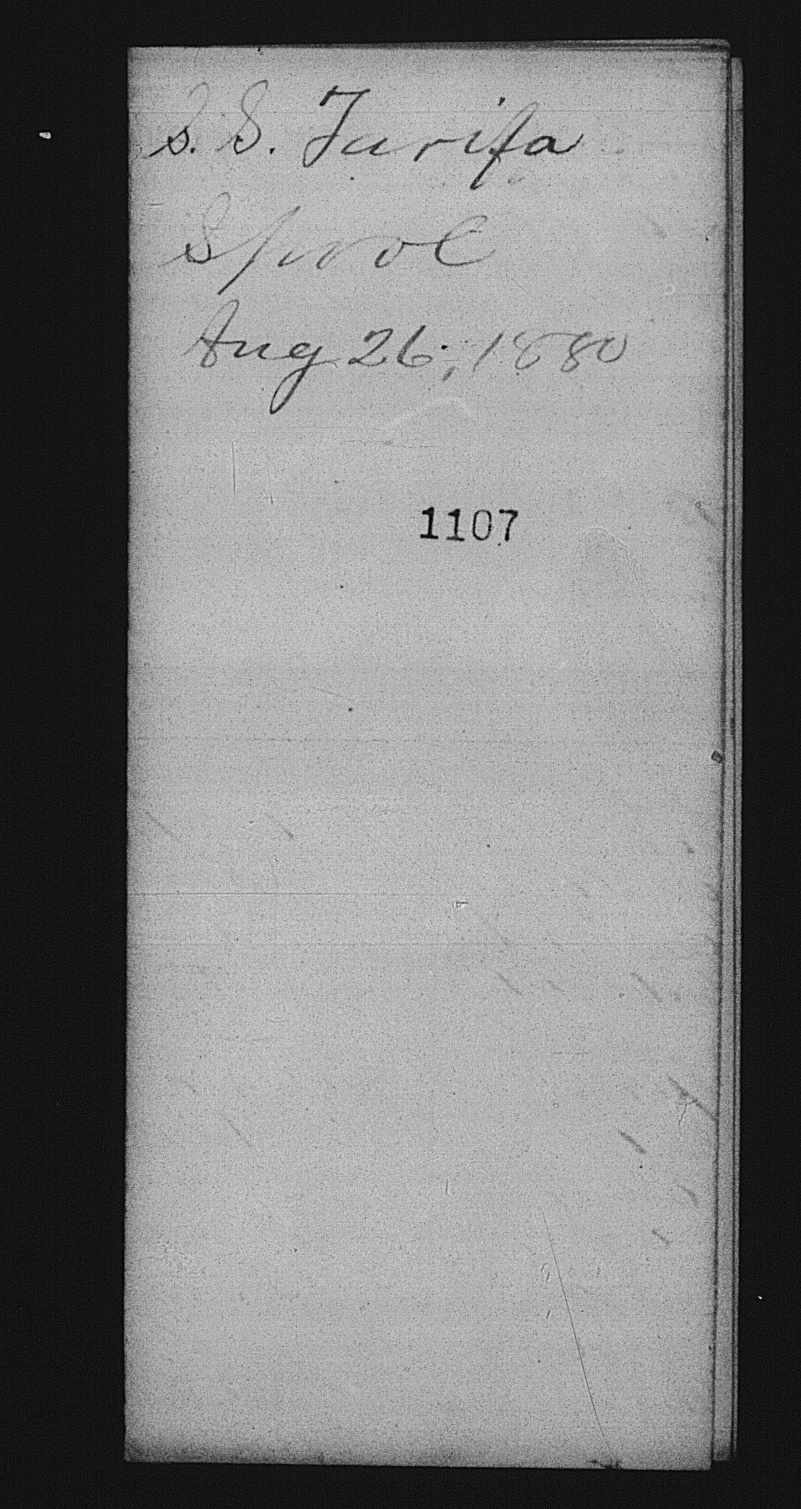 S. S. Tarifa
L'pool
Aug 26, 1880
1107